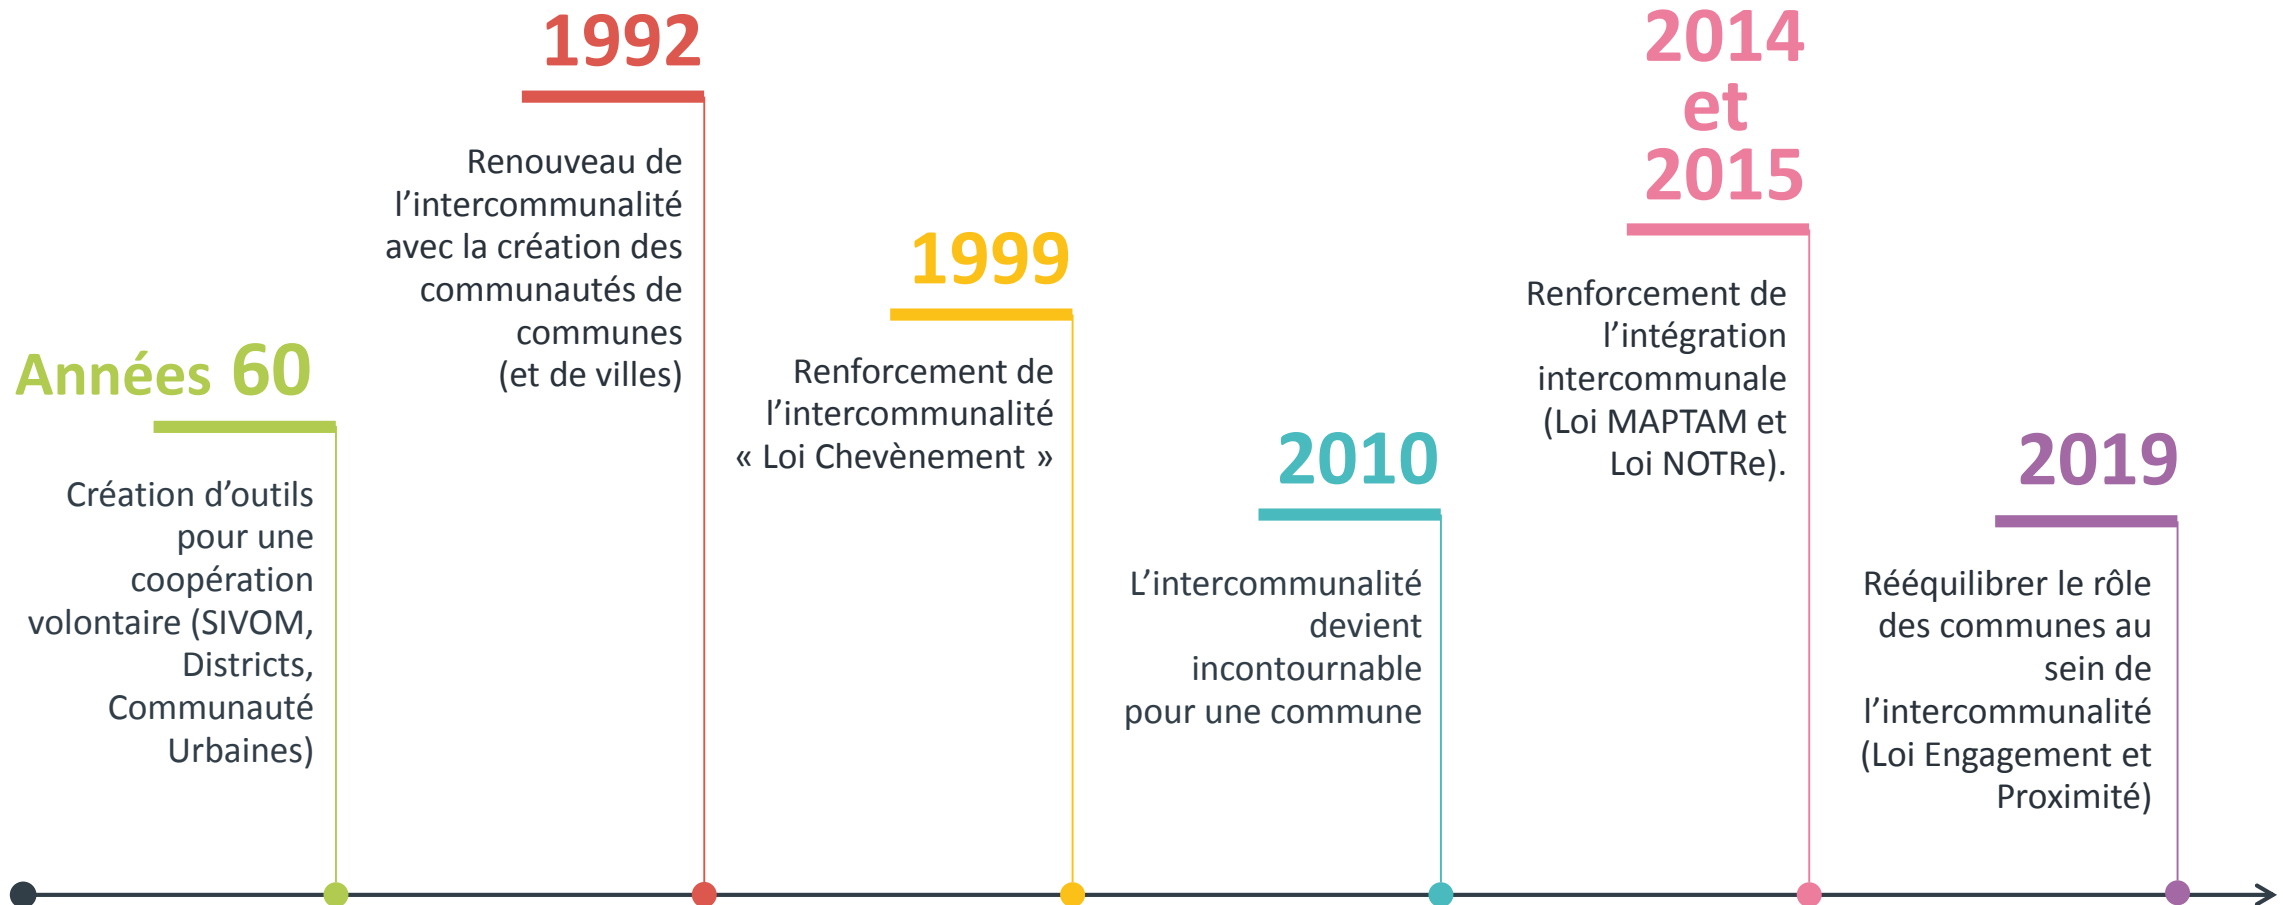 Années 60
Création d’outils
pour une
coopération
volontaire (SIVOM,
Districts,
Communauté
Urbaines)
1992
Renouveau de
l’intercommunalité
avec la création des
communautés de
communes
(et de villes)
1999
Renforcement de
l’intercommunalité
« Loi Chevènement »
2010
L’intercommunalité
devient
incontournable
pour une commune
2014
et
2015
Renforcement de
l’intégration
intercommunale
(Loi MAPTAM et
Loi NOTRe).
2019
Rééquilibrer le rôle
des communes au
sein de
l’intercommunalité
(Loi Engagement et
Proximité)